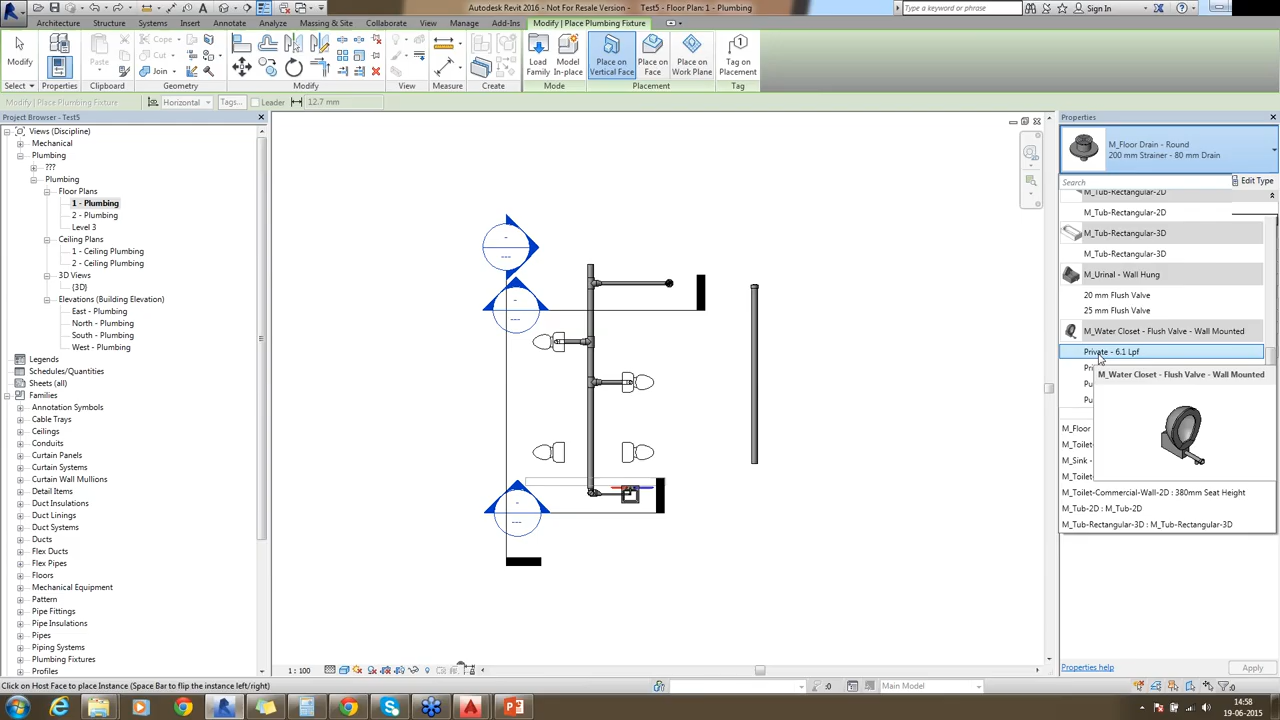 Autodesk Revit 2016 - Not For Resale Version - Test5 - Floor Plan: 1 - Plumbing
Type a keyword or phrase
Sign In
Architecture Structure Systems Insert Annotate Analyze Massing & Site Collaborate View Manage Add-Ins Modify | Place Plumbing Fixture
Modify Paste Cope Cut Join Load Family Model In-place Place on Vertical Face Place on Face Place on Work Plane Tag on Placement
Select Properties Clipboard Geometry Modify View Measure Create Mode Placement Tag
Modify | Place Plumbing Fixture Horizontal Tags... Leader 12.7 mm
Project Browser - Test5
Views (Discipline)
Mechanical
Plumbing
???
Plumbing
Floor Plans
1 - Plumbing
2 - Plumbing
Level 3
Ceiling Plans
1 - Ceiling Plumbing
2 - Ceiling Plumbing
3D Views
{3D}
Elevations (Building Elevation)
East - Plumbing
North - Plumbing
South - Plumbing
West - Plumbing
Legends
Schedules/Quantities
Sheets (all)
Families
Annotation Symbols
Cable Trays
Ceilings
Conduits
Curtain Panels
Curtain Systems
Curtain Wall Mullions
Detail Items
Duct Insulations
Duct Linings
Duct Systems
Ducts
Flex Ducts
Flex Pipes
Floors
Mechanical Equipment
Pattern
Pipe Fittings
Pipe Insulations
Pipes
Piping Systems
Plumbing Fixtures
Profiles
Properties
M_Floor Drain - Round
200 mm Strainer - 80 mm Drain
Search
Edit Type
M_Tub-Rectangular-2D
M_Tub-Rectangular-2D
M_Tub-Rectangular-3D
M_Tub-Rectangular-3D
M_Urinal - Wall Hung
20 mm Flush Valve
25 mm Flush Valve
M_Water Closet - Flush Valve - Wall Mounted
Private - 6.1 Lpf
Pri
M_Water Closet - Flush Valve - Wall Mounted
Pu
Pu
M_Floor
M_Toilet-
M_Sink -
M_Toilet-
M_Toilet-Commercial-Wall-2D : 380mm Seat Height
M_Tub-2D : M_Tub-2D
M_Tub-Rectangular-3D : M_Tub-Rectangular-3D
Properties help
Apply
1 : 100
Click on Host Face to place Instance (Space Bar to flip the instance left/right)
:0
Main Model
:0
14:58
19-06-2015